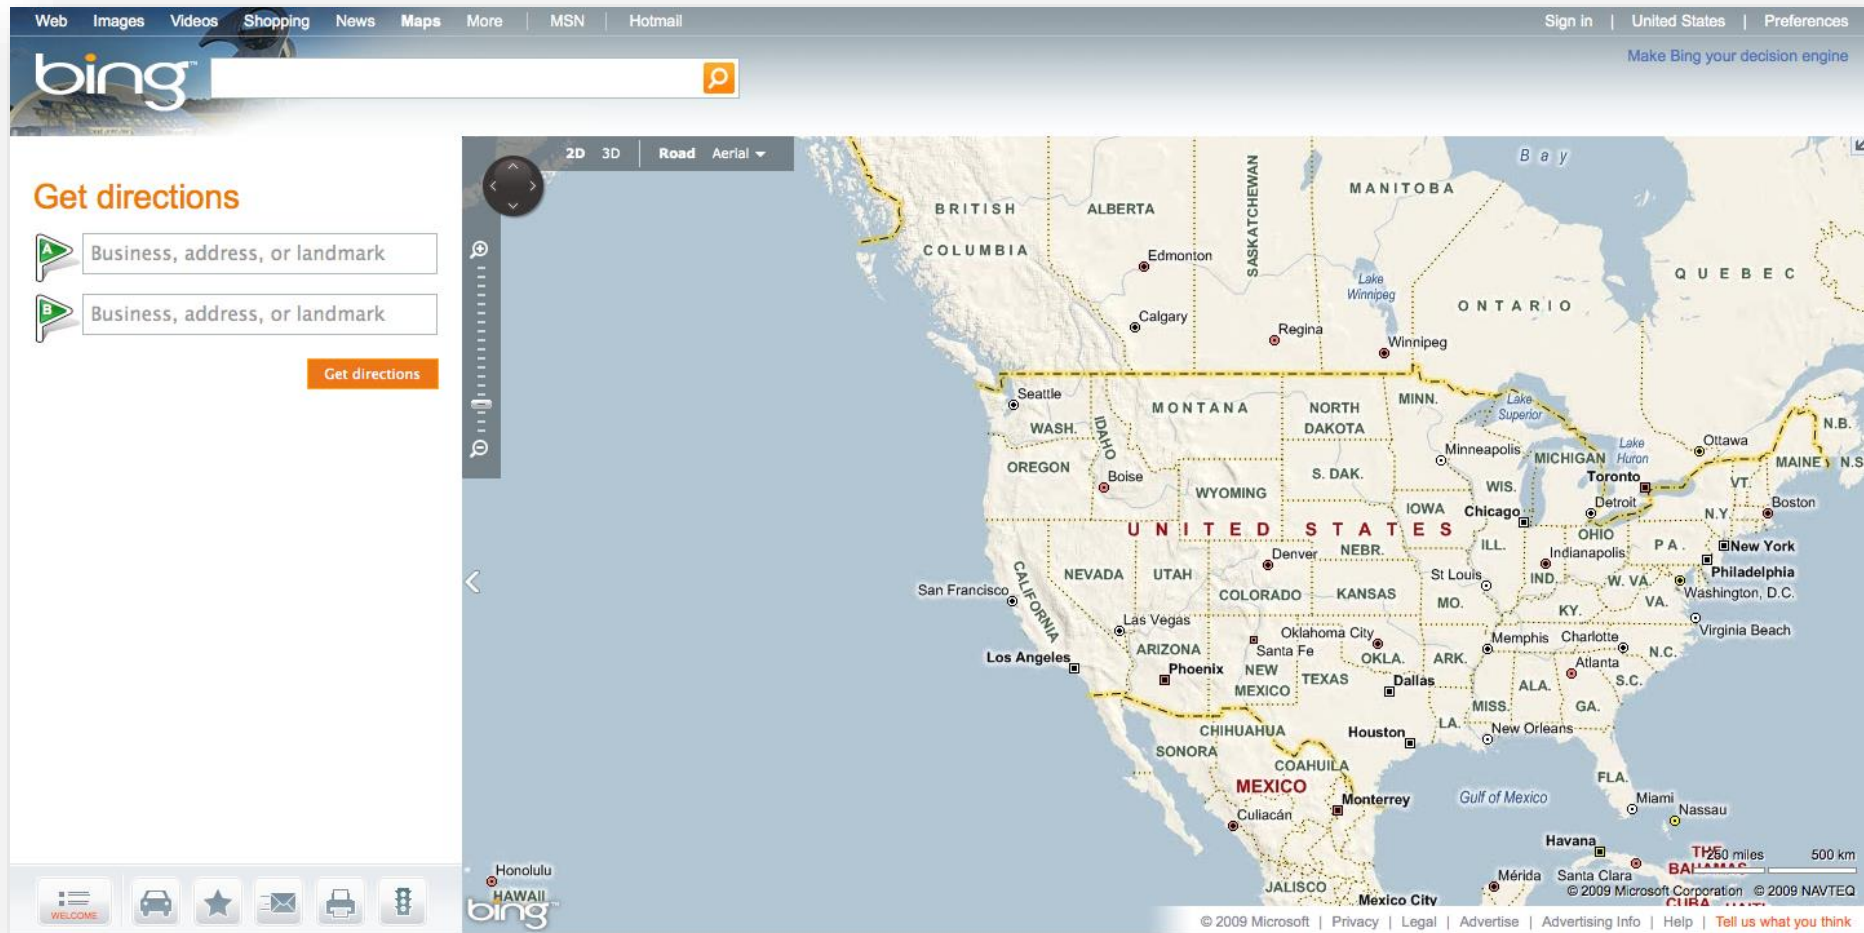 Web Images Videos Shopping News Maps More | MSN | Hotmail
Sign in | United States | Preferences
bing™
Make Bing your decision engine
2D 3D | Road Aerial
Get directions
A Business, address, or landmark
B Business, address, or landmark
Get directions
Bay
MANITOBA
SASKATCHEWAN
BRITISH
COLUMBIA
ALBERTA
Edmonton
QUEBEC
Lake
Winnipeg
ONTARIO
Calgary
Regina
Winnipeg
Seattle
WASH.
IDAHO
MONTANA
NORTH
DAKOTA
MINN.
Lake
Superior
N.B.
Ottawa
Lake
Huron
Minneapolis
MICHIGAN
MAINE
N.S
OREGON
Boise
S. DAK.
WIS.
Toronto
VT.
WYOMING
IOWA
Chicago
Detroit
N.Y.
Boston
UNITED STATES
OHIO
ILL.
PA.
New York
Denver
NEBR.
Indianapolis
Philadelphia
NEVADA
UTAH
St Louis
IND.
W. VA.
Washington, D.C.
San Francisco
CALIFORNIA
COLORADO
KANSAS
MO.
KY.
VA.
Las Vegas
Virginia Beach
Oklahoma City
Memphis
Charlotte
ARIZONA
Santa Fe
OKLA.
ARK.
N.C.
Los Angeles
Phoenix
NEW
MEXICO
TEXAS
Dallas
ALA.
Atlanta
S.C.
MISS.
GA.
CHIHUAHUA
Houston
LA.
New Orleans
SONORA
COAHUILA
FLA.
MEXICO
Monterrey
Gulf of Mexico
Miami
Nassau
Culiacán
Havana
THE
BAHAMAS
250 miles
500 km
Honolulu
HAWAII
JALISCO
Mérida
Santa Clara
© 2009 Microsoft Corporation © 2009 NAVTEQ
Mexico City
CUBA
HAITI
WELCOME
bing™
© 2009 Microsoft | Privacy | Legal | Advertise | Advertising Info | Help | Tell us what you think